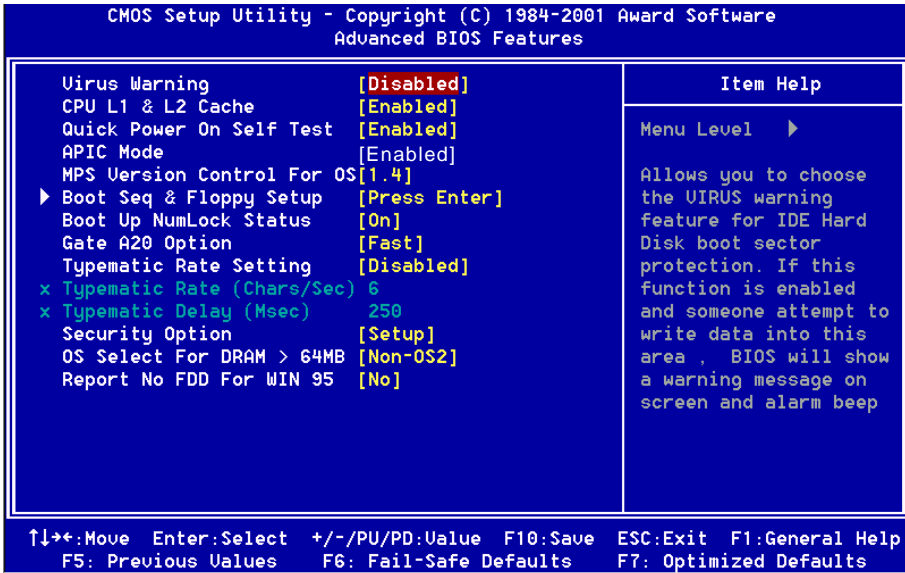 CMOS Setup Utility - Copyright (C) 1984-2001 Award Software
Advanced BIOS Features
Virus Warning [Disabled]
CPU L1 & L2 Cache [Enabled]
Quick Power On Self Test [Enabled]
APIC Mode [Enabled]
MPS Version Control For OS[1.4]
Boot Seq & Floppy Setup [Press Enter]
Boot Up NumLock Status [On]
Gate A20 Option [Fast]
Typematic Rate Setting [Disabled]
x Typematic Rate (Chars/Sec) 6
x Typematic Delay (Msec) 250
Security Option [Setup]
OS Select For DRAM > 64MB [Non-OS2]
Report No FDD For WIN 95 [No]
Item Help
Menu Level
Allows you to choose
the VIRUS warning
feature for IDE Hard
Disk boot sector
protection. If this
function is enabled
and someone attempt to
write data into this
area , BIOS will show
a warning message on
screen and alarm beep
↑↓→←:Move Enter:Select +/-/PU/PD:Value F10:Save ESC:Exit F1:General Help
F5: Previous Values F6: Fail-Safe Defaults F7: Optimized Defaults